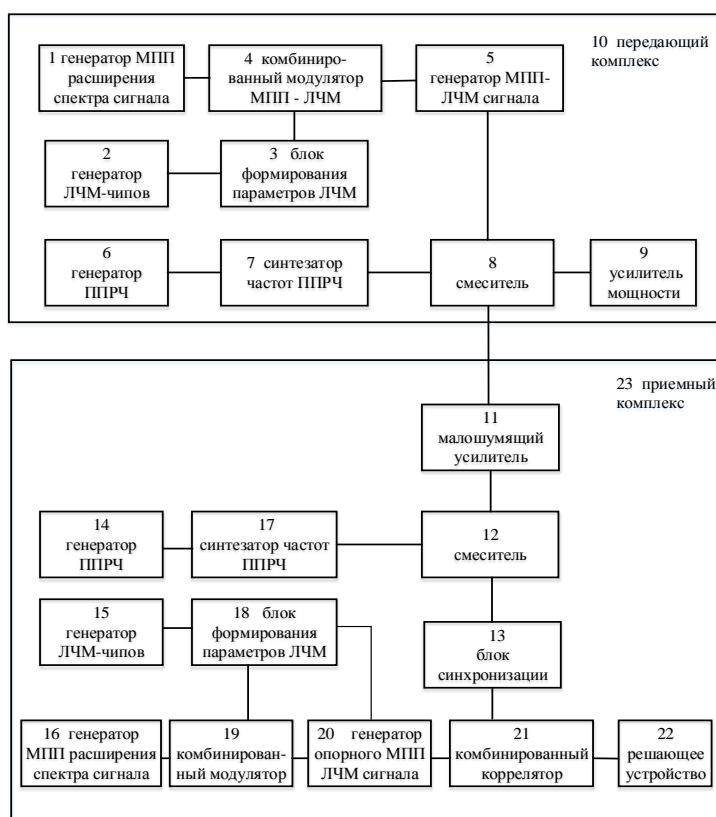 10 передающий
комплекс
1 генератор МПП
расширения
спектра сигнала
4 комбиниро-
ванный модулятор
МПП - ЛЧМ
5
генератор МПП-
ЛЧМ сигнала
2
генератор
ЛЧМ-чипов
3 блок
формирования
параметров ЛЧМ
6
генератор
ППРЧ
7 синтезатор
частот ППРЧ
8
смеситель
9
усилитель
мощности
23 приемный
комплекс
11
малошумящий
усилитель
14
генератор
ППРЧ
17
синтезатор частот
ППРЧ
12
смеситель
15
генератор
ЛЧМ-чипов
18 блок
формирования
параметров ЛЧМ
13
блок
синхронизации
16 генератор
МПП расширения
спектра сигнала
19
комбинирован-
ный модулятор
20 генератор
опорного МПП
ЛЧМ сигнала
21
комбинированный
коррелятор
22
решающее
устройство